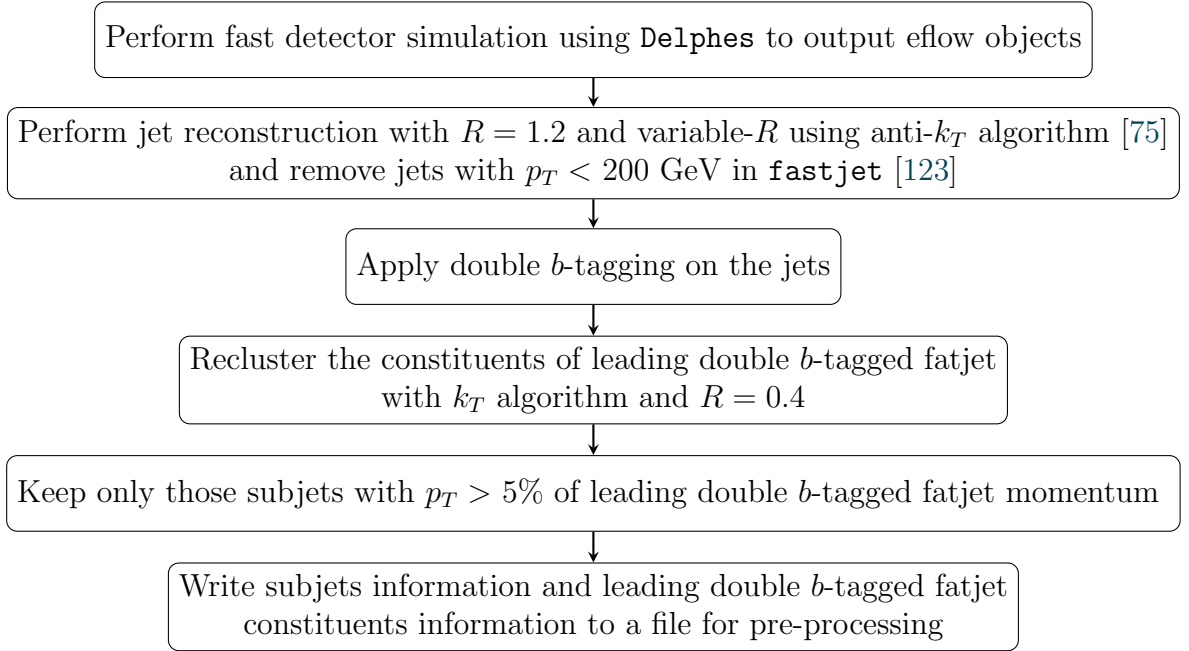 Perform fast detector simulation using Delphes to output eflow objects
Perform jet reconstruction with R = 1.2 and variable-R using anti-k_T algorithm [75]
and remove jets with p_T < 200 GeV in fastjet [123]
Apply double b-tagging on the jets
Recluster the constituents of leading double b-tagged fatjet
with k_T algorithm and R = 0.4
Keep only those subjets with p_T > 5% of leading double b-tagged fatjet momentum
Write subjets information and leading double b-tagged fatjet
constituents information to a file for pre-processing